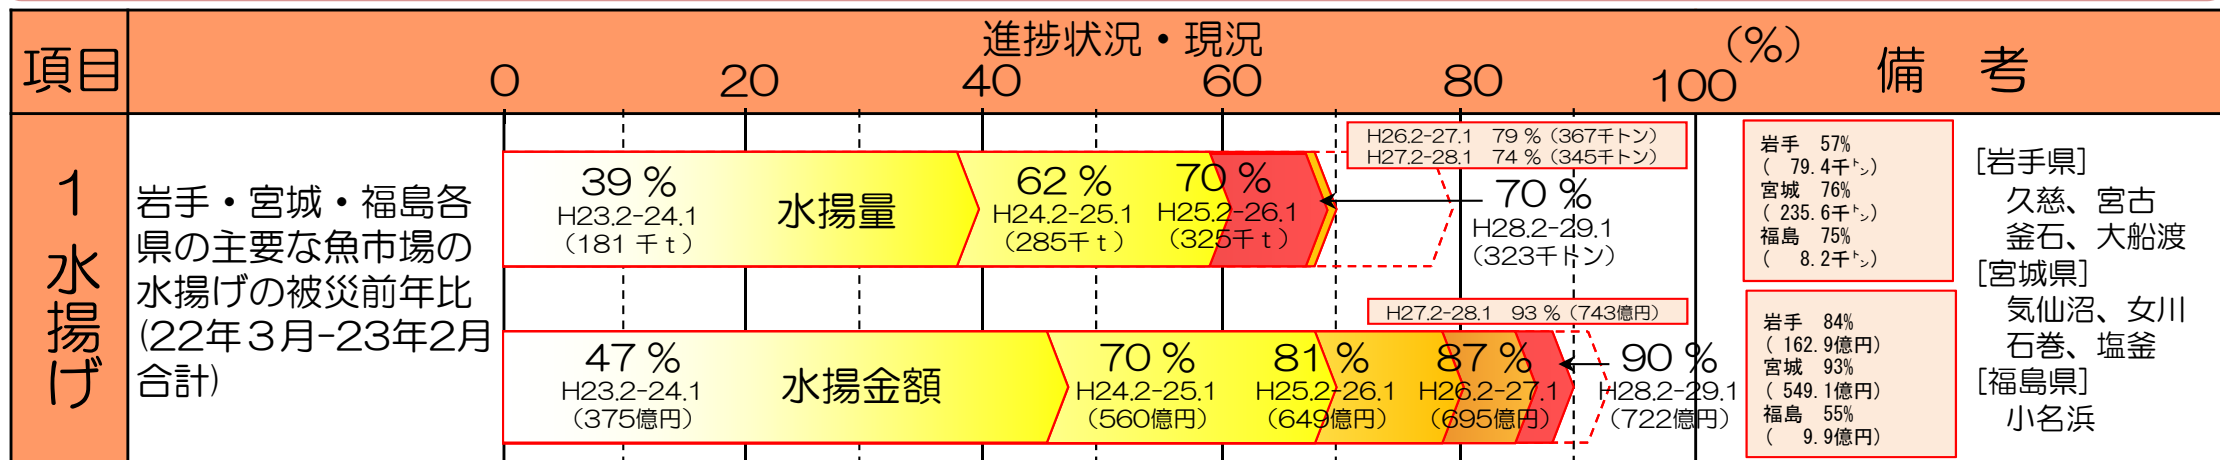 項目
進捗状況・現況
(%)
備 考
0 20 40 60 80 100
1 水揚げ
岩手・宮城・福島各
県の主要な魚市場の
水揚げの被災前年比
(22年3月-23年2月
合計)
H26.2-27.1 79 % (367千トン)
H27.2-28.1 74 % (345千トン)
39 %
H23.2-24.1
(181 千t)
水揚量
62 %
H24.2-25.1
(285千t)
70 %
H25.2-26.1
(325千t)
70 %
H28.2-29.1
(323千トン)
H27.2-28.1 93 % (743億円)
47 %
H23.2-24.1
(375億円)
水揚金額
70 %
H24.2-25.1
(560億円)
81 %
H25.2-26.1
(649億円)
87 %
H26.2-27.1
(695億円)
90 %
H28.2-29.1
(722億円)
岩手 57%
( 79.4千㌧)
宮城 76%
( 235.6千㌧)
福島 75%
( 8.2千㌧)
岩手 84%
( 162.9億円)
宮城 93%
( 549.1億円)
福島 55%
( 9.9億円)
[岩手県]
久慈、宮古
釜石、大船渡
[宮城県]
気仙沼、女川
石巻、塩釜
[福島県]
小名浜